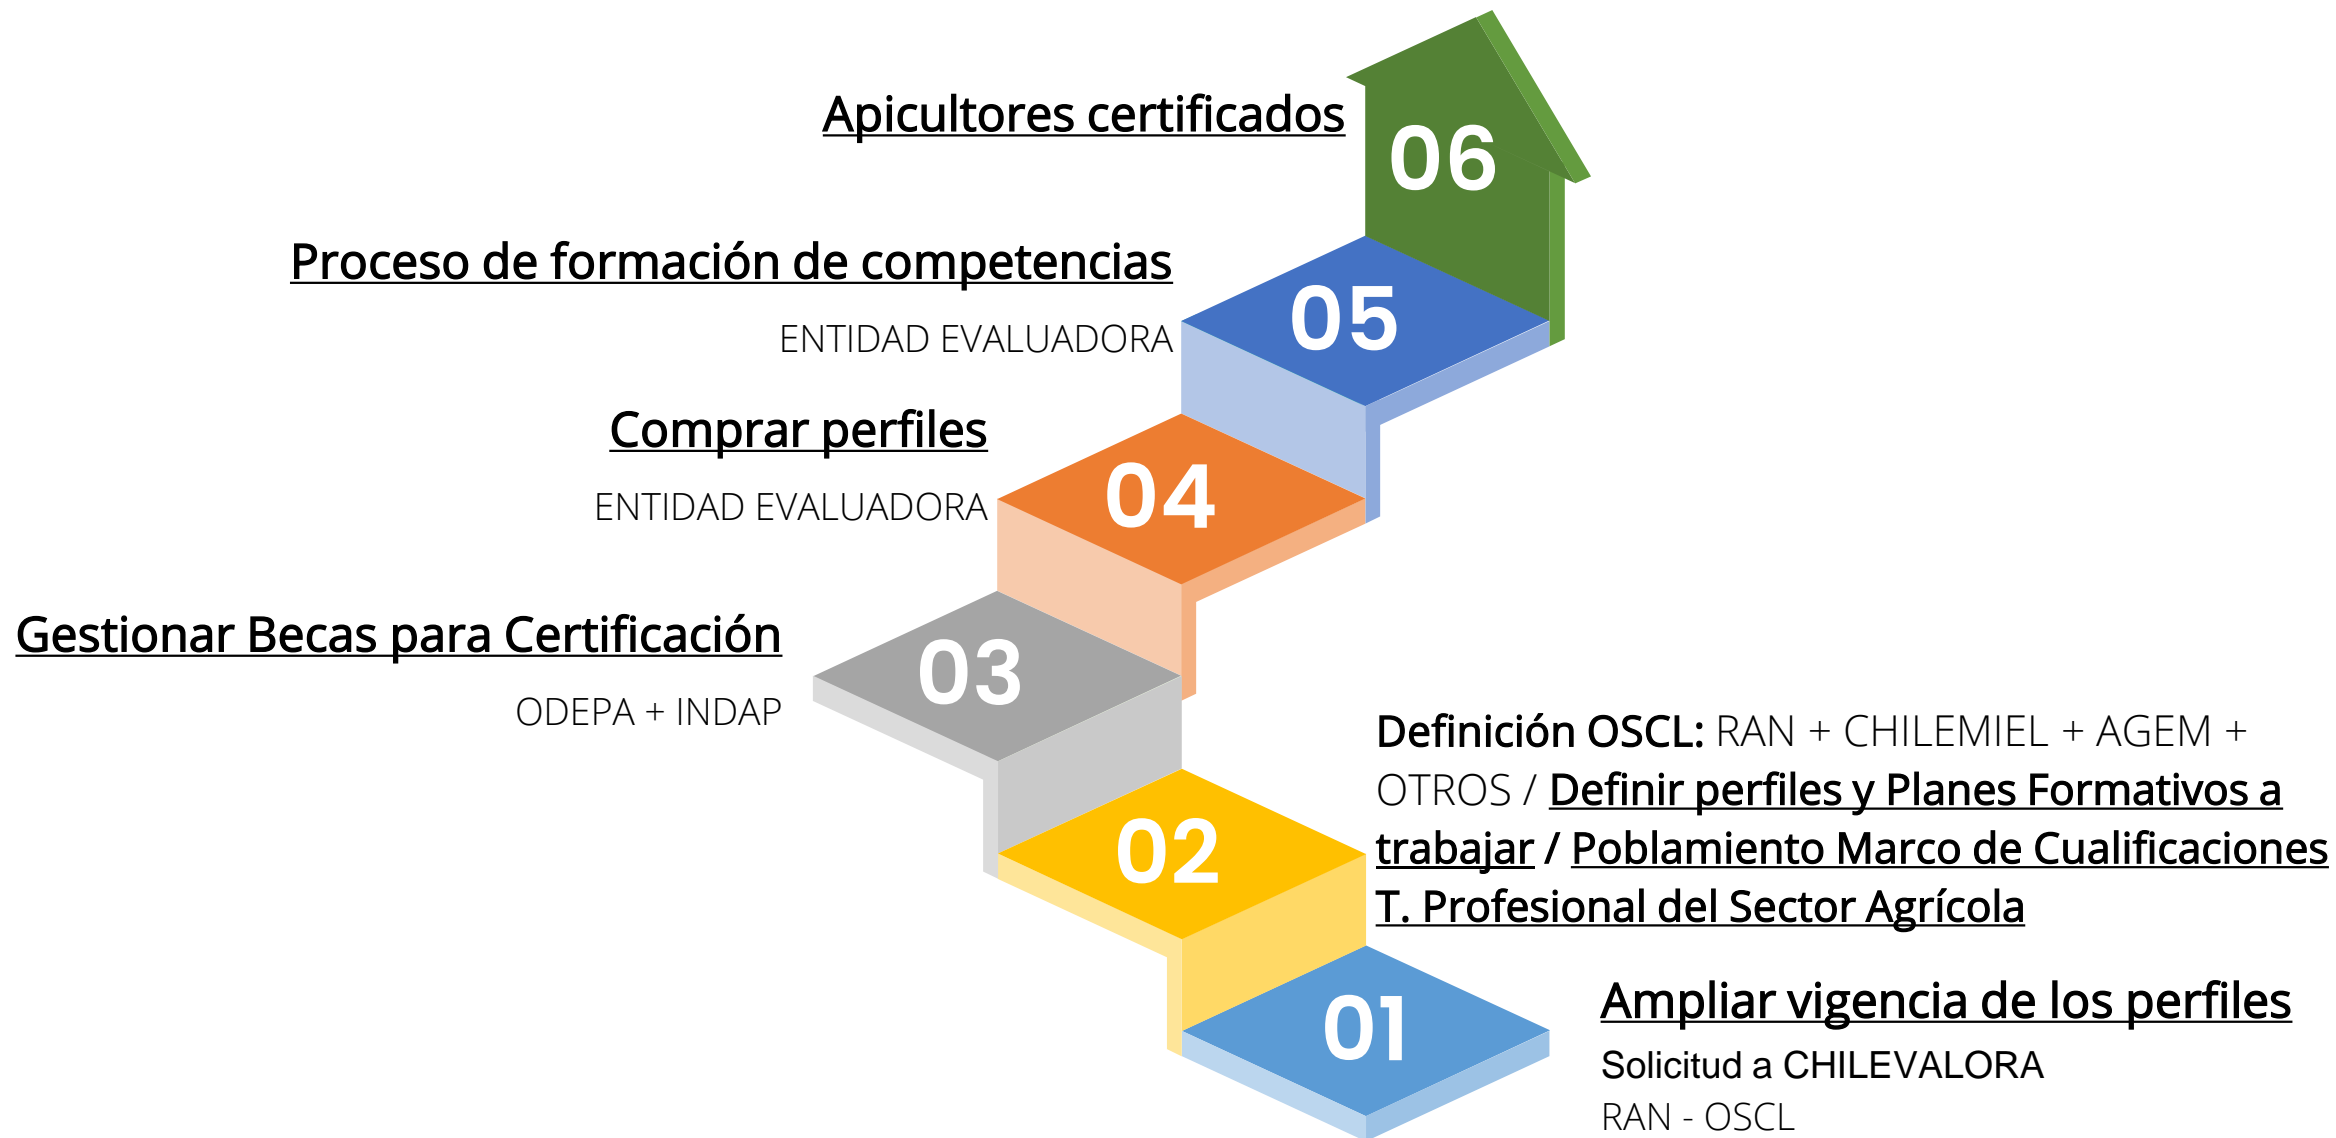 Apicultores certificados
06
Proceso de formación de competencias
ENTIDAD EVALUADORA
05
Comprar perfiles
ENTIDAD EVALUADORA
04
Gestionar Becas para Certificación
ODEPA + INDAP
03
Definición OSCL: RAN + CHILEMIEL + AGEM +
OTROS / Definir perfiles y Planes Formativos a
trabajar / Poblamiento Marco de Cualificaciones
T. Profesional del Sector Agrícola
02
Ampliar vigencia de los perfiles
Solicitud a CHILEVALORA
RAN - OSCL
01